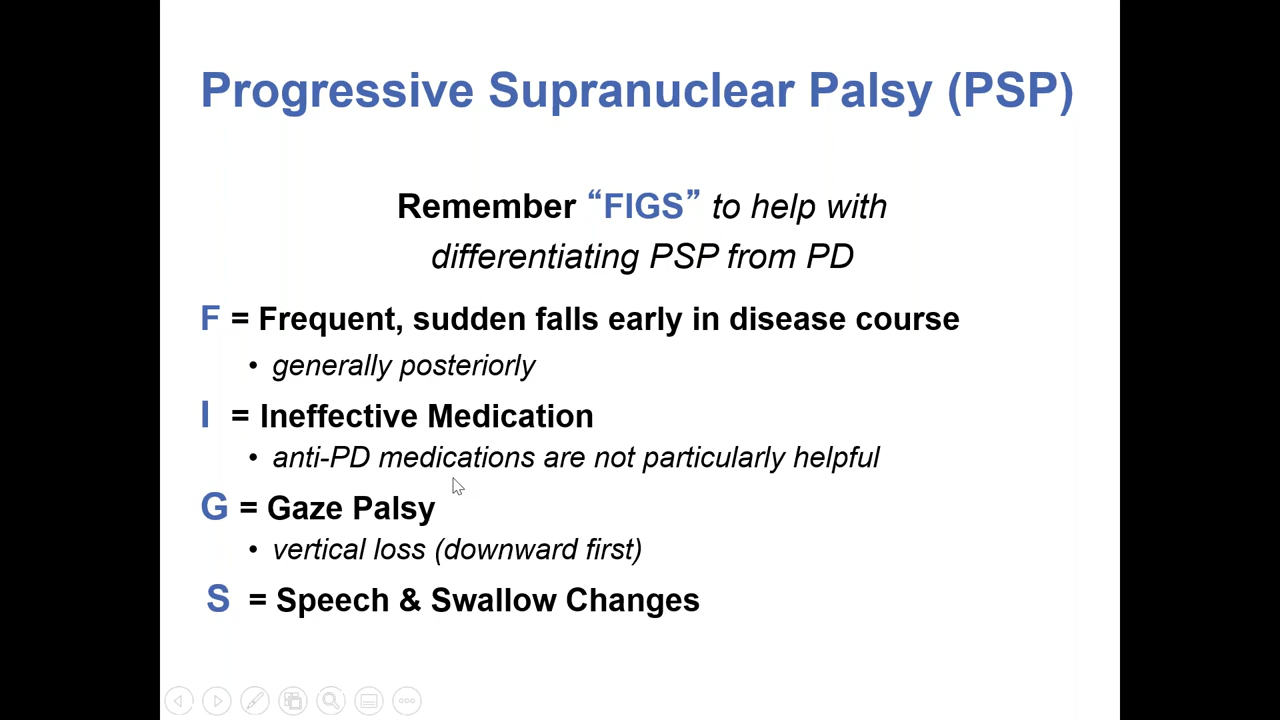 Progressive Supranuclear Palsy (PSP)
Remember “FIGS” to help with
differentiating PSP from PD
F = Frequent, sudden falls early in disease course
• generally posteriorly
I = Ineffective Medication
• anti-PD medications are not particularly helpful
G = Gaze Palsy
• vertical loss (downward first)
S = Speech & Swallow Changes